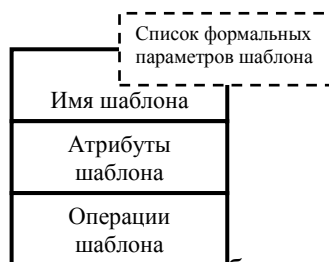 Список формальных
параметров шаблона
Имя шаблона
Атрибуты
шаблона
Операции
шаблона